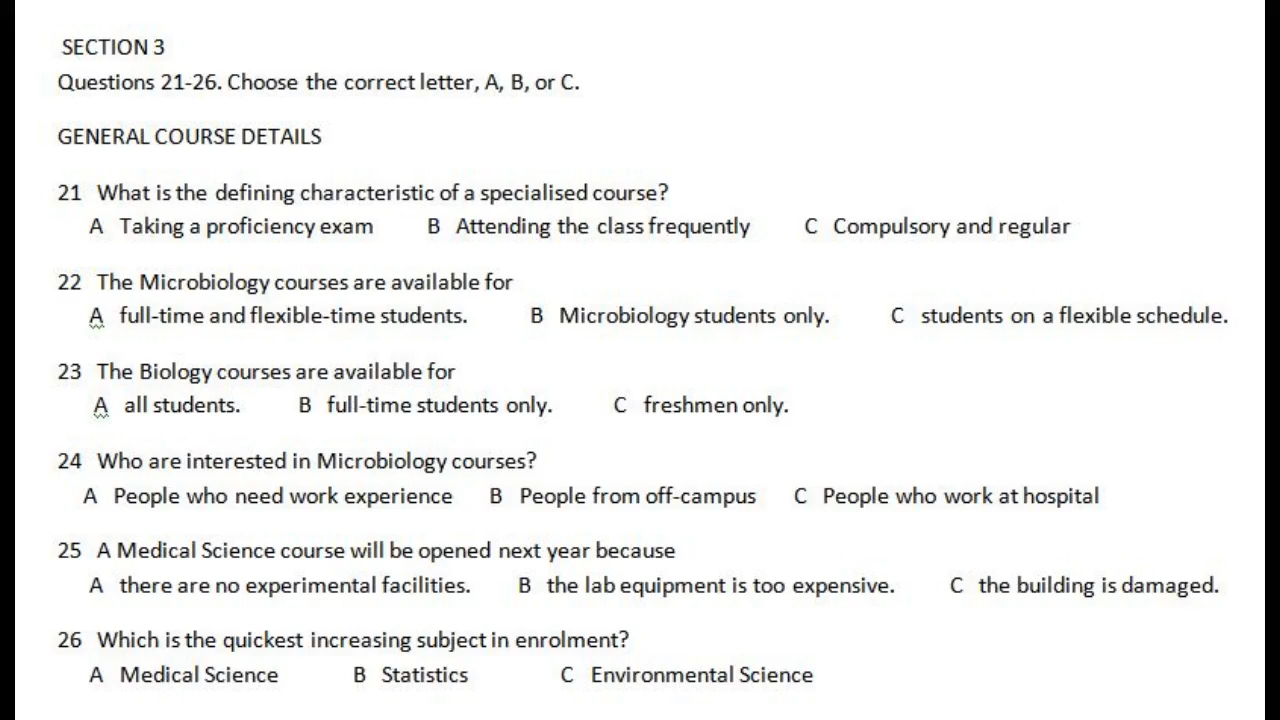 SECTION 3
Questions 21-26. Choose the correct letter, A, B, or C.
GENERAL COURSE DETAILS
21 What is the defining characteristic of a specialised course?
A Taking a proficiency exam B Attending the class frequently C Compulsory and regular
22 The Microbiology courses are available for
A full-time and flexible-time students. B Microbiology students only. C students on a flexible schedule.
23 The Biology courses are available for
A all students. B full-time students only. C freshmen only.
24 Who are interested in Microbiology courses?
A People who need work experience B People from off-campus C People who work at hospital
25 A Medical Science course will be opened next year because
A there are no experimental facilities. B the lab equipment is too expensive. C the building is damaged.
26 Which is the quickest increasing subject in enrolment?
A Medical Science B Statistics C Environmental Science